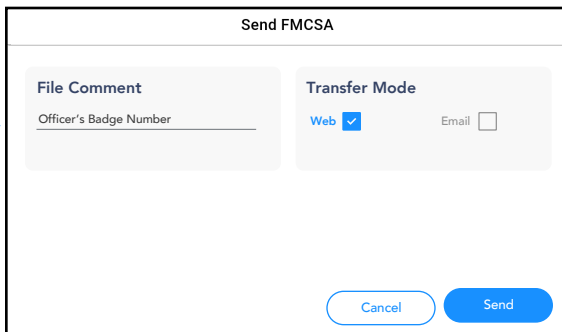 Send FMCSA
File Comment
Officer's Badge Number
Transfer Mode
Web
Email
Cancel
Send